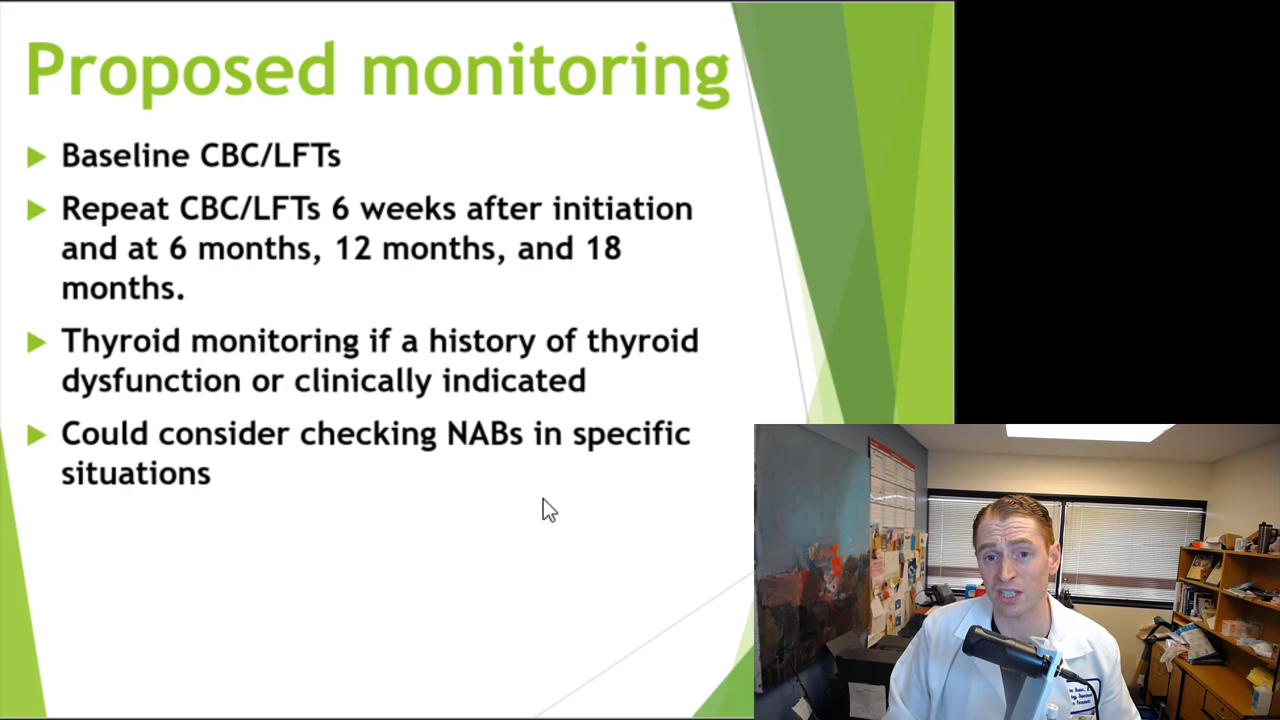 Proposed monitoring
Baseline CBC/LFTs
Repeat CBC/LFTs 6 weeks after initiation
and at 6 months, 12 months, and 18
months.
Thyroid monitoring if a history of thyroid
dysfunction or clinically indicated
Could consider checking NABs in specific
situations